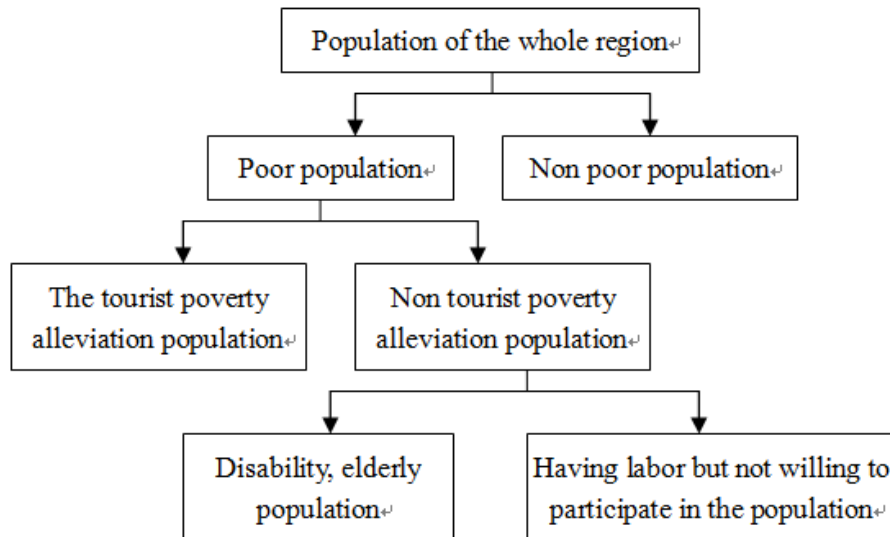 Population of the whole region
Poor population
Non poor population
The tourist poverty
alleviation population
Non tourist poverty
alleviation population
Disability, elderly
population
Having labor but not willing to
participate in the population